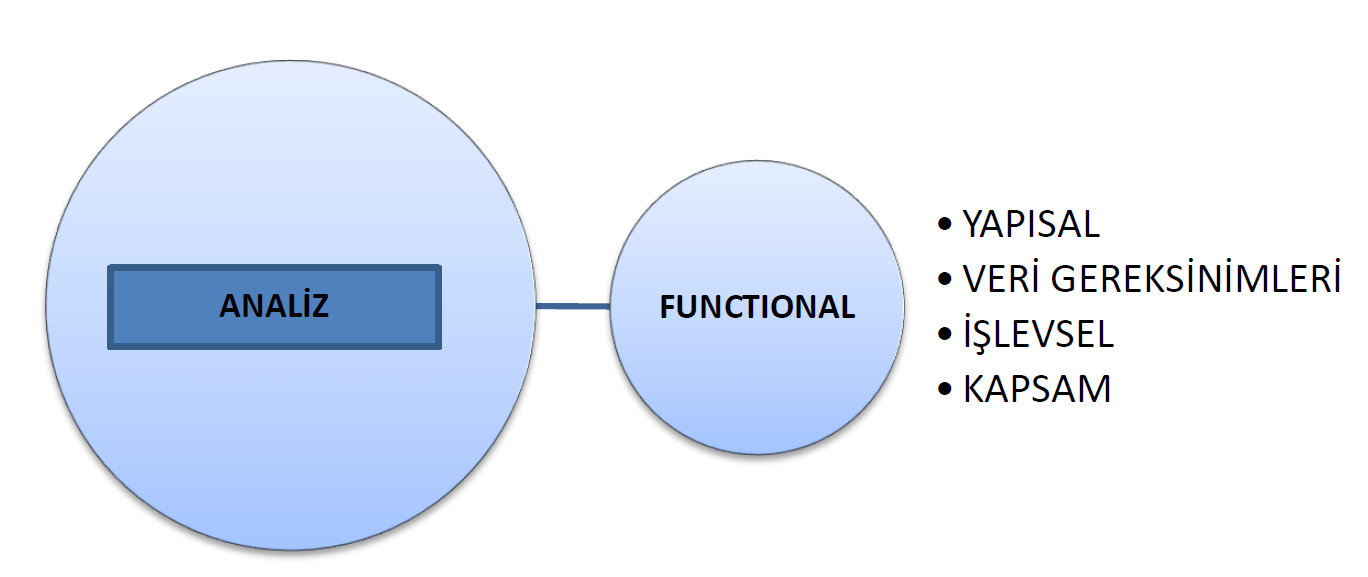 ANALİZ
FUNCTIONAL
• YAPISAL
• VERİ GEREKSİNİMLERİ
• İŞLEVSEL
• KAPSAM